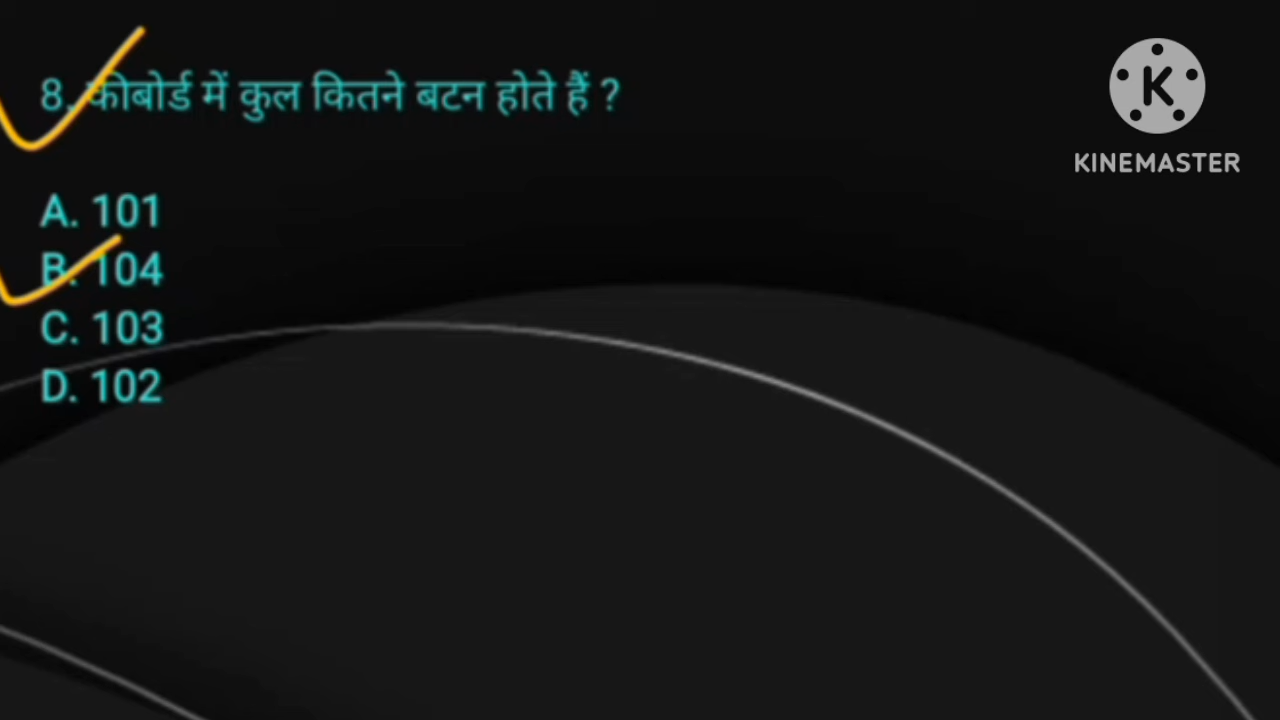 8. कीबोर्ड में कुल कितने बटन होते हैं ?
A. 101
B. 104
C. 103
D. 102
KINEMASTER